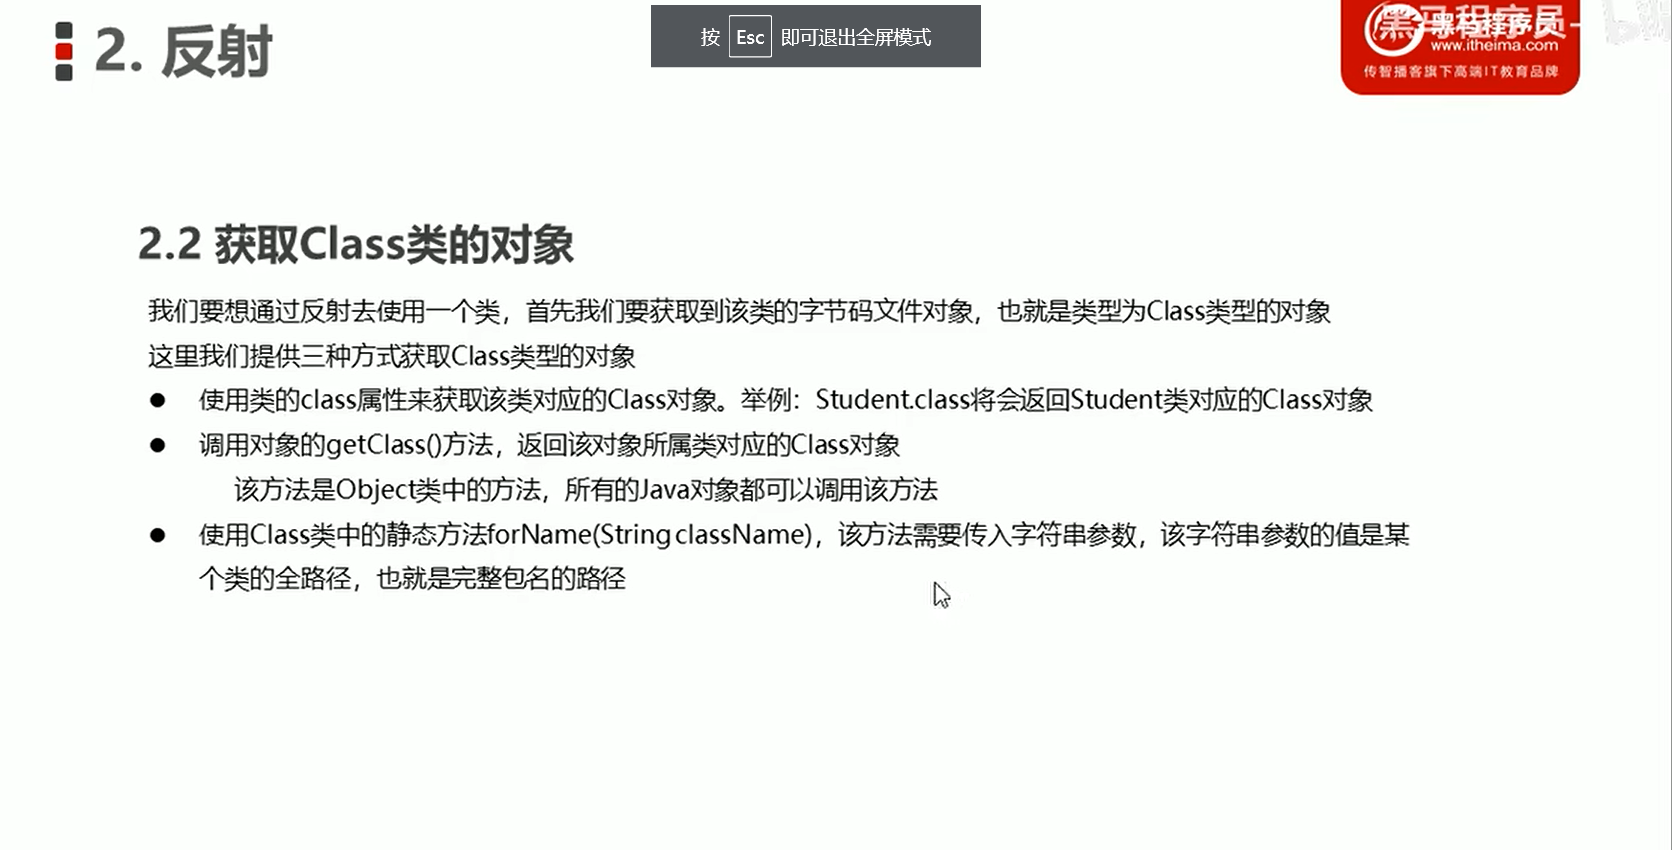 2. 反射
按 Esc 即可退出全屏模式
黑马程序员
www.itheima.com
传智播客旗下高端IT教育品牌
2.2 获取Class类的对象
我们要想通过反射去使用一个类，首先我们要获取到该类的字节码文件对象，也就是类型为Class类型的对象
这里我们提供三种方式获取Class类型的对象
● 使用类的class属性来获取该类对应的Class对象。举例：Student.class将会返回Student类对应的Class对象
● 调用对象的getClass()方法，返回该对象所属类对应的Class对象
该方法是Object类中的方法，所有的Java对象都可以调用该方法
● 使用Class类中的静态方法forName(String className)，该方法需要传入字符串参数，该字符串参数的值是某
个类的全路径，也就是完整包名的路径